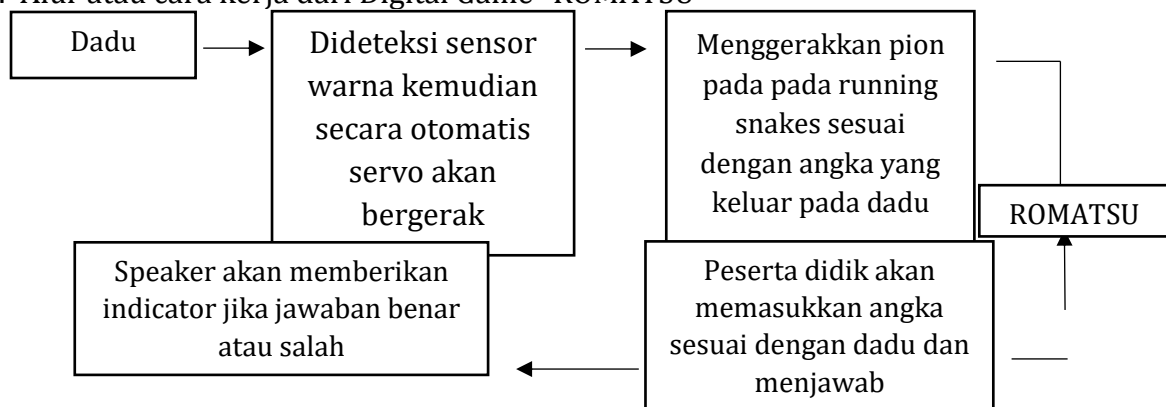 Alur atau cara kerja dari Digital Game "ROMATSU"
Dadu
Dideteksi sensor
warna kemudian
secara otomatis
servo akan
bergerak
Menggerakkan pion
pada pada running
snakes sesuai
dengan angka yang
keluar pada dadu
ROMATSU
Peserta didik akan
memasukkan angka
sesuai dengan dadu dan
menjawab
Speaker akan memberikan
indicator jika jawaban benar
atau salah